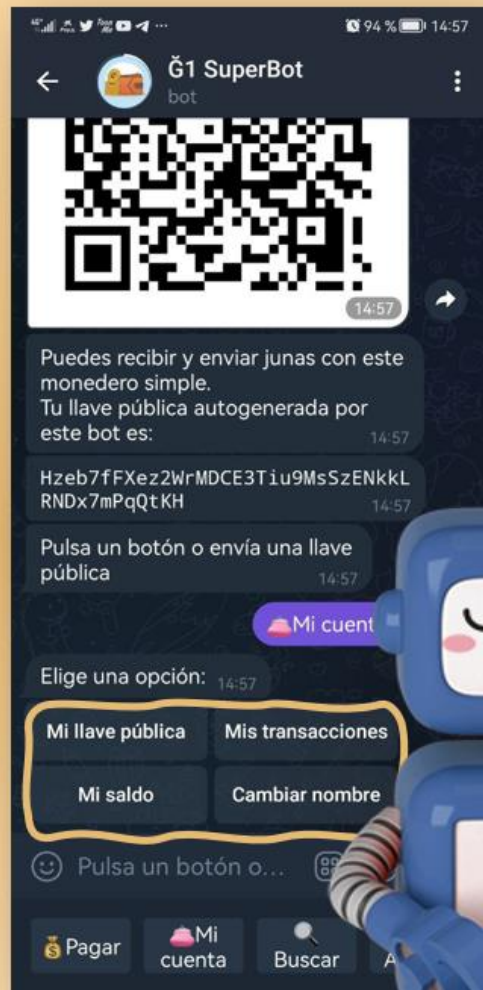 94 % 14:57
Ğ1 SuperBot
bot
14:57
Puedes recibir y enviar junas con este
monedero simple.
Tu llave pública autogenerada por
este bot es:
14:57
Hzeb7fFXez2WrMDCE3Tiu9MsSzENkkL
RNDx7mPqQtKH
14:57
Pulsa un botón o envía una llave
pública
14:57
Mi cuent
Elige una opción: 14:57
Mi llave pública Mis transacciones
Mi saldo Cambiar nombre
Pulsa un botón o...
Pagar Mi cuenta Buscar A